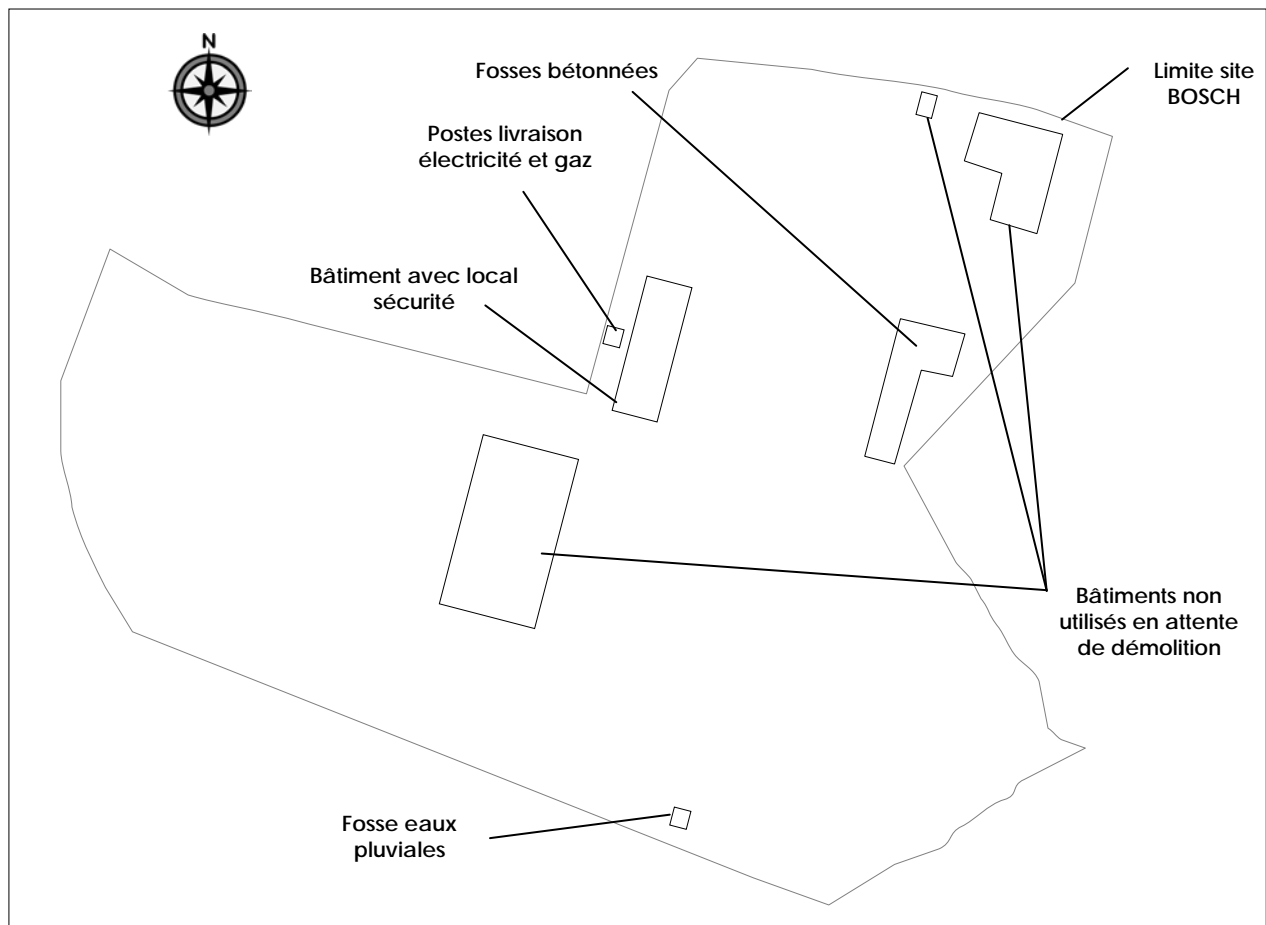 N
Fosses bétonnées
Limite site
BOSCH
Postes livraison
électricité et gaz
Bâtiment avec local
sécurité
Bâtiments non
utilisés en attente
de démolition
Fosse eaux
pluviales